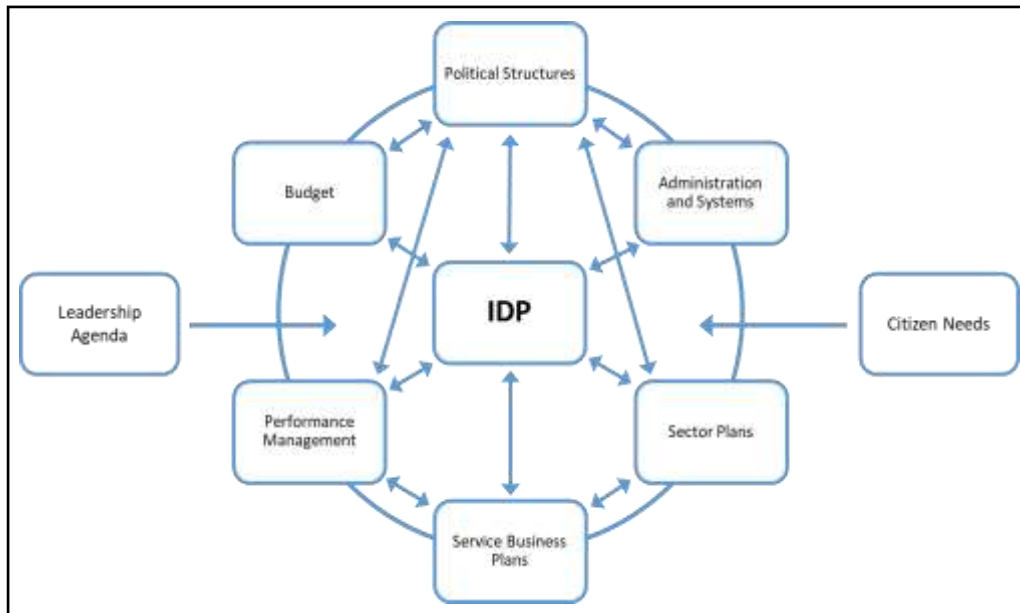 Political Structures
Budget
Administration
and Systems
Leadership
Agenda
IDP
Citizen Needs
Performance
Management
Sector Plans
Service Business
Plans